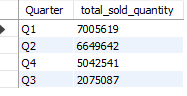 Quarter total_sold_quantity
Q1 7005619
Q2 6649642
Q4 5042541
Q3 2075087